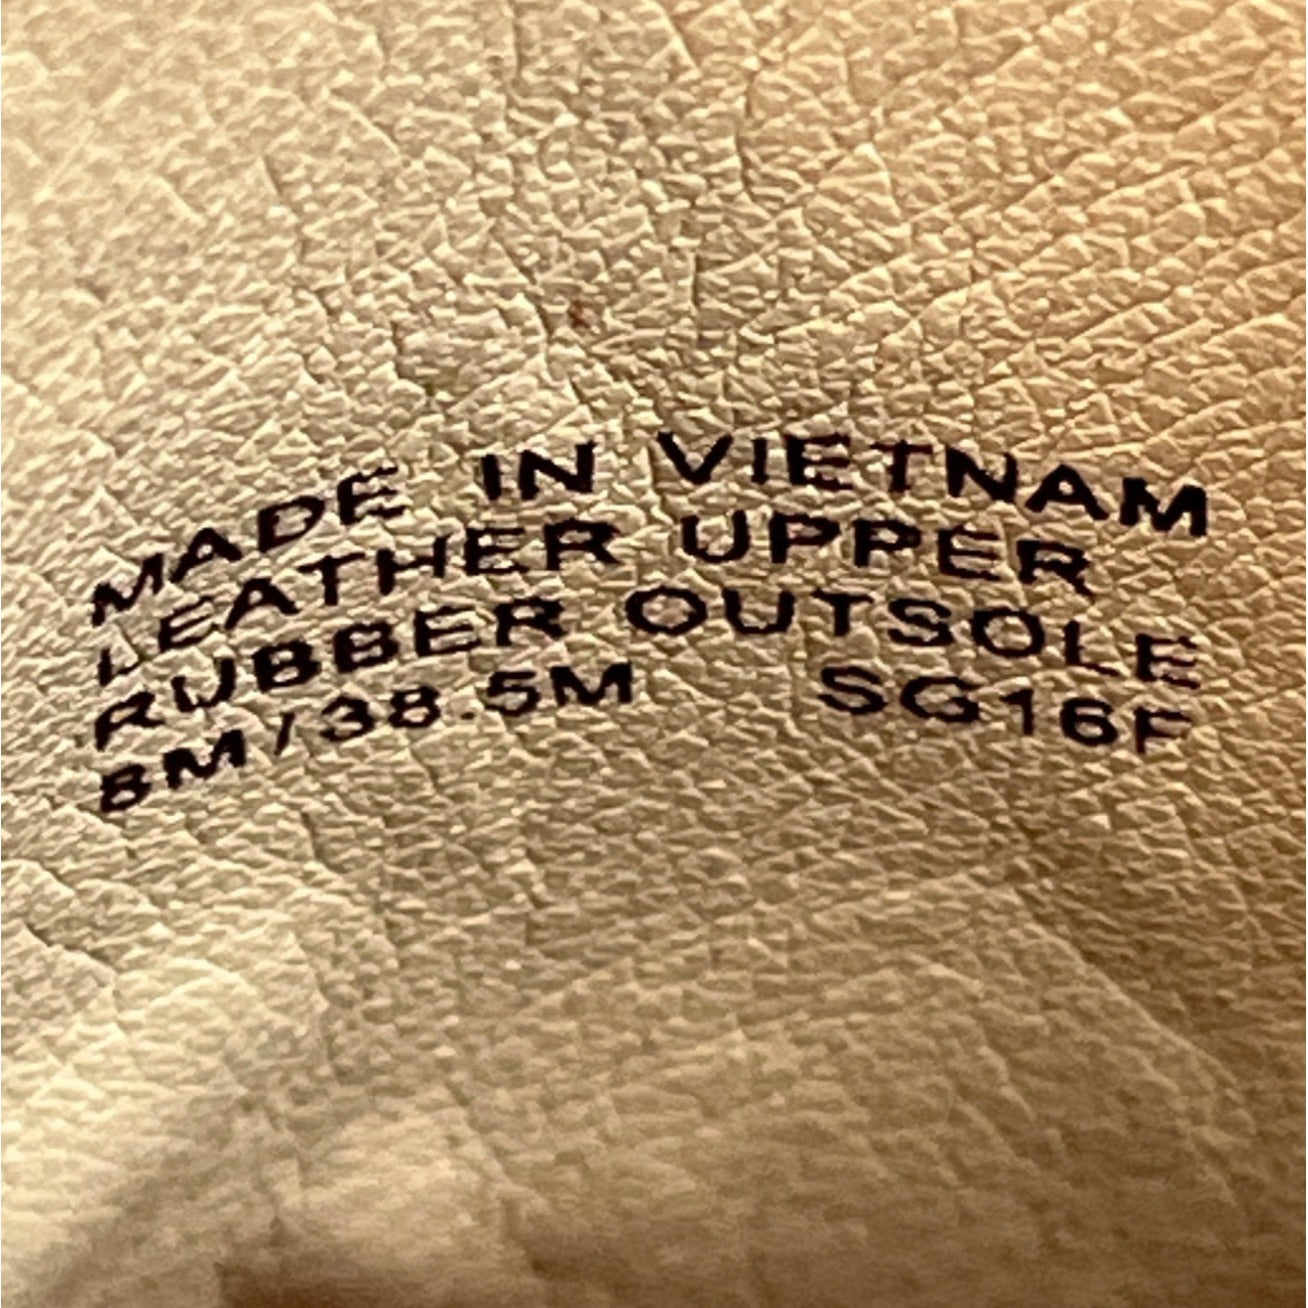 MADE IN VIETNAM
LEATHER UPPER
RUBBER OUTSOLE
8M/38.5M SG16F